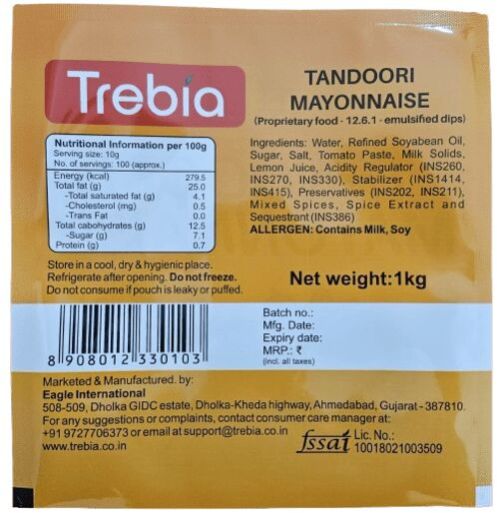 Trebia
TANDOORI
MAYONNAISE
(Proprietary food - 12.6.1 - emulsified dips)
Nutritional Information per 100g
Serving size: 10g
No. of servings: 100 (approx.)
Energy (kcal) 279.5
Total fat (g) 25.0
-Total saturated fat (g) 4.1
-Cholesterol (mg) 0.5
-Trans Fat 0.0
Total cabohydrates (g) 12.5
-Sugar (g) 7.1
Protein (g) 0.7
Ingredients: Water, Refined Soyabean Oil,
Sugar, Salt, Tomato Paste, Milk Solids,
Lemon Juice, Acidity Regulator (INS260,
INS270, INS330), Stabilizer (INS1414,
INS415), Preservatives (INS202, INS211),
Mixed Spices, Spice Extract and
Sequestrant (INS386)
ALLERGEN: Contains Milk, Soy
Store in a cool, dry & hygienic place.
Refrigerate after opening. Do not freeze.
Do not consume if pouch is leaky or puffed.
Net weight:1kg
8 908012 330103
Batch no.:
Mfg. Date:
Expiry date:
MRP.: ₹
(incl. all taxes)
Marketed & Manufactured. by:
Eagle International
508-509, Dholka GIDC estate, Dholka-Kheda highway, Ahmedabad, Gujarat - 387810.
For any suggestions or complaints, contact consumer care manager at:
+91 9727706373 or email at support@trebia.co.in
www.trebia.co.in
fssai Lic. No.:
10018021003509